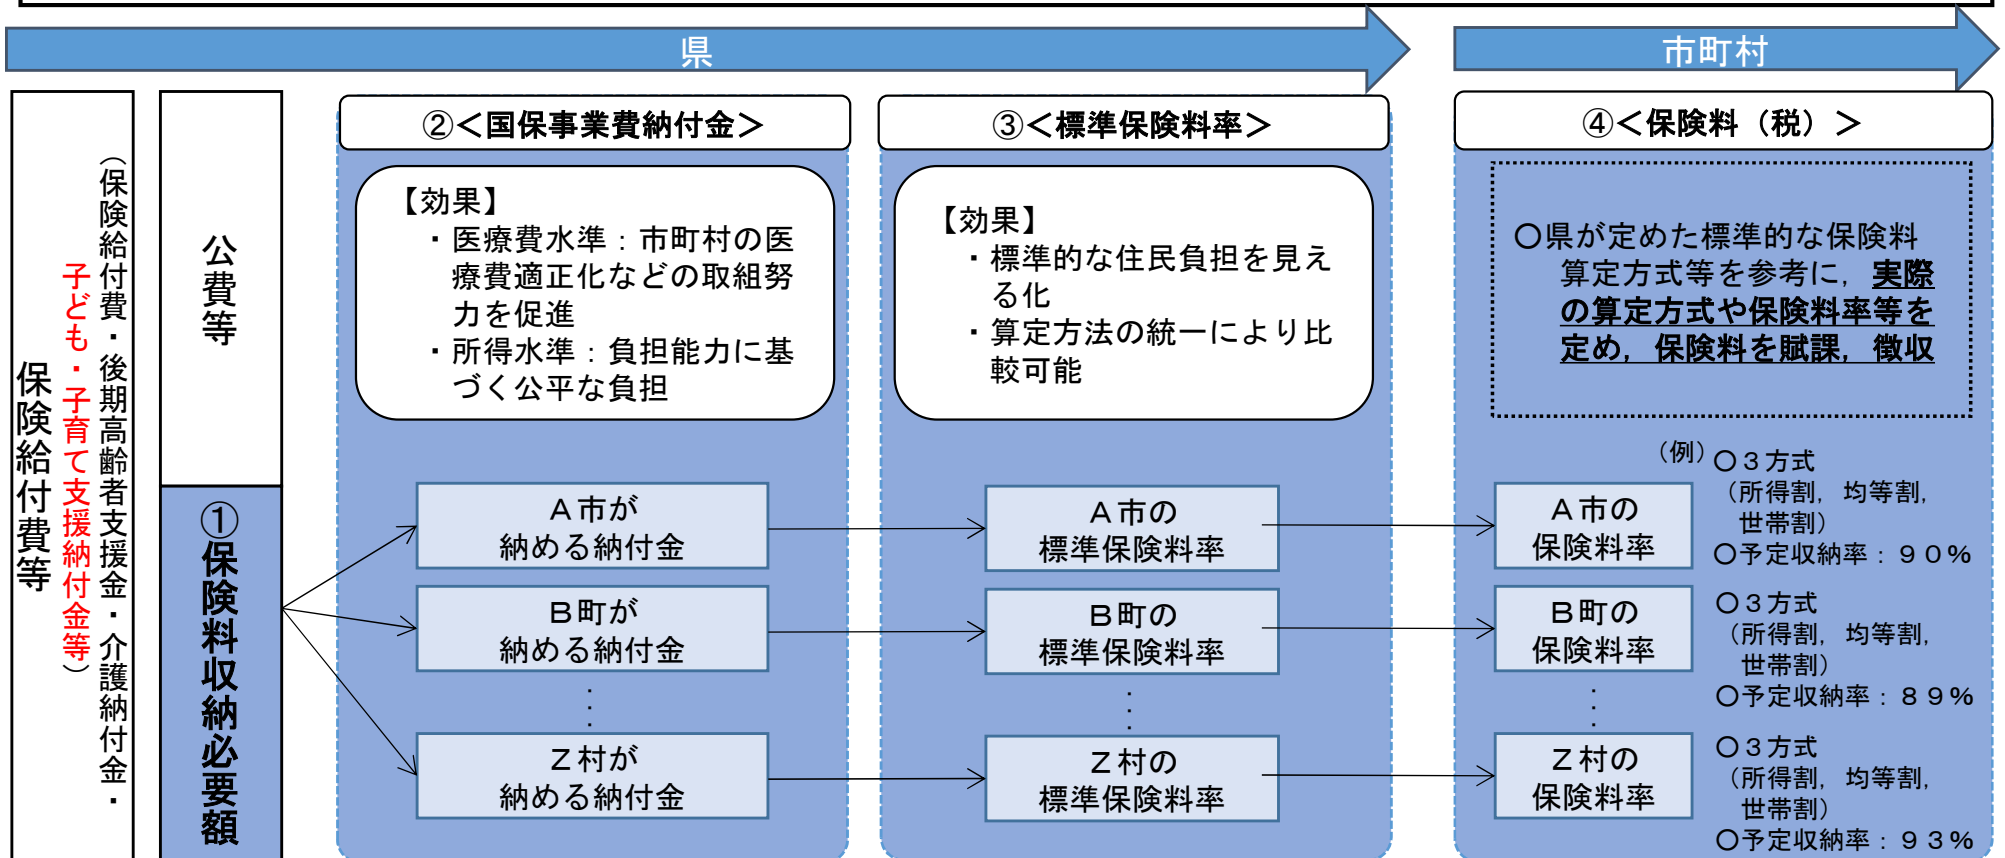 県
市町村
保険給付費等
（保険給付費・後期高齢者支援金・介護納付金・
子ども・子育て支援納付金等）
公費等
①保険料収納必要額
②＜国保事業費納付金＞
【効果】
・医療費水準：市町村の医
療費適正化などの取組努
力を促進
・所得水準：負担能力に基
づく公平な負担
A市が
納める納付金
B町が
納める納付金
⋮
Z村が
納める納付金
③＜標準保険料率＞
【効果】
・標準的な住民負担を見え
る化
・算定方法の統一により比
較可能
A市の
標準保険料率
B町の
標準保険料率
⋮
Z村の
標準保険料率
④＜保険料（税）＞
○県が定めた標準的な保険料
算定方式等を参考に，実際
の算定方式や保険料率等を
定め，保険料を賦課，徴収
（例）
A市の
保険料率
○３方式
（所得割，均等割，
世帯割）
○予定収納率：９０％
B町の
保険料率
○３方式
（所得割，均等割，
世帯割）
○予定収納率：８９％
⋮
Z村の
保険料率
○３方式
（所得割，均等割，
世帯割）
○予定収納率：９３％